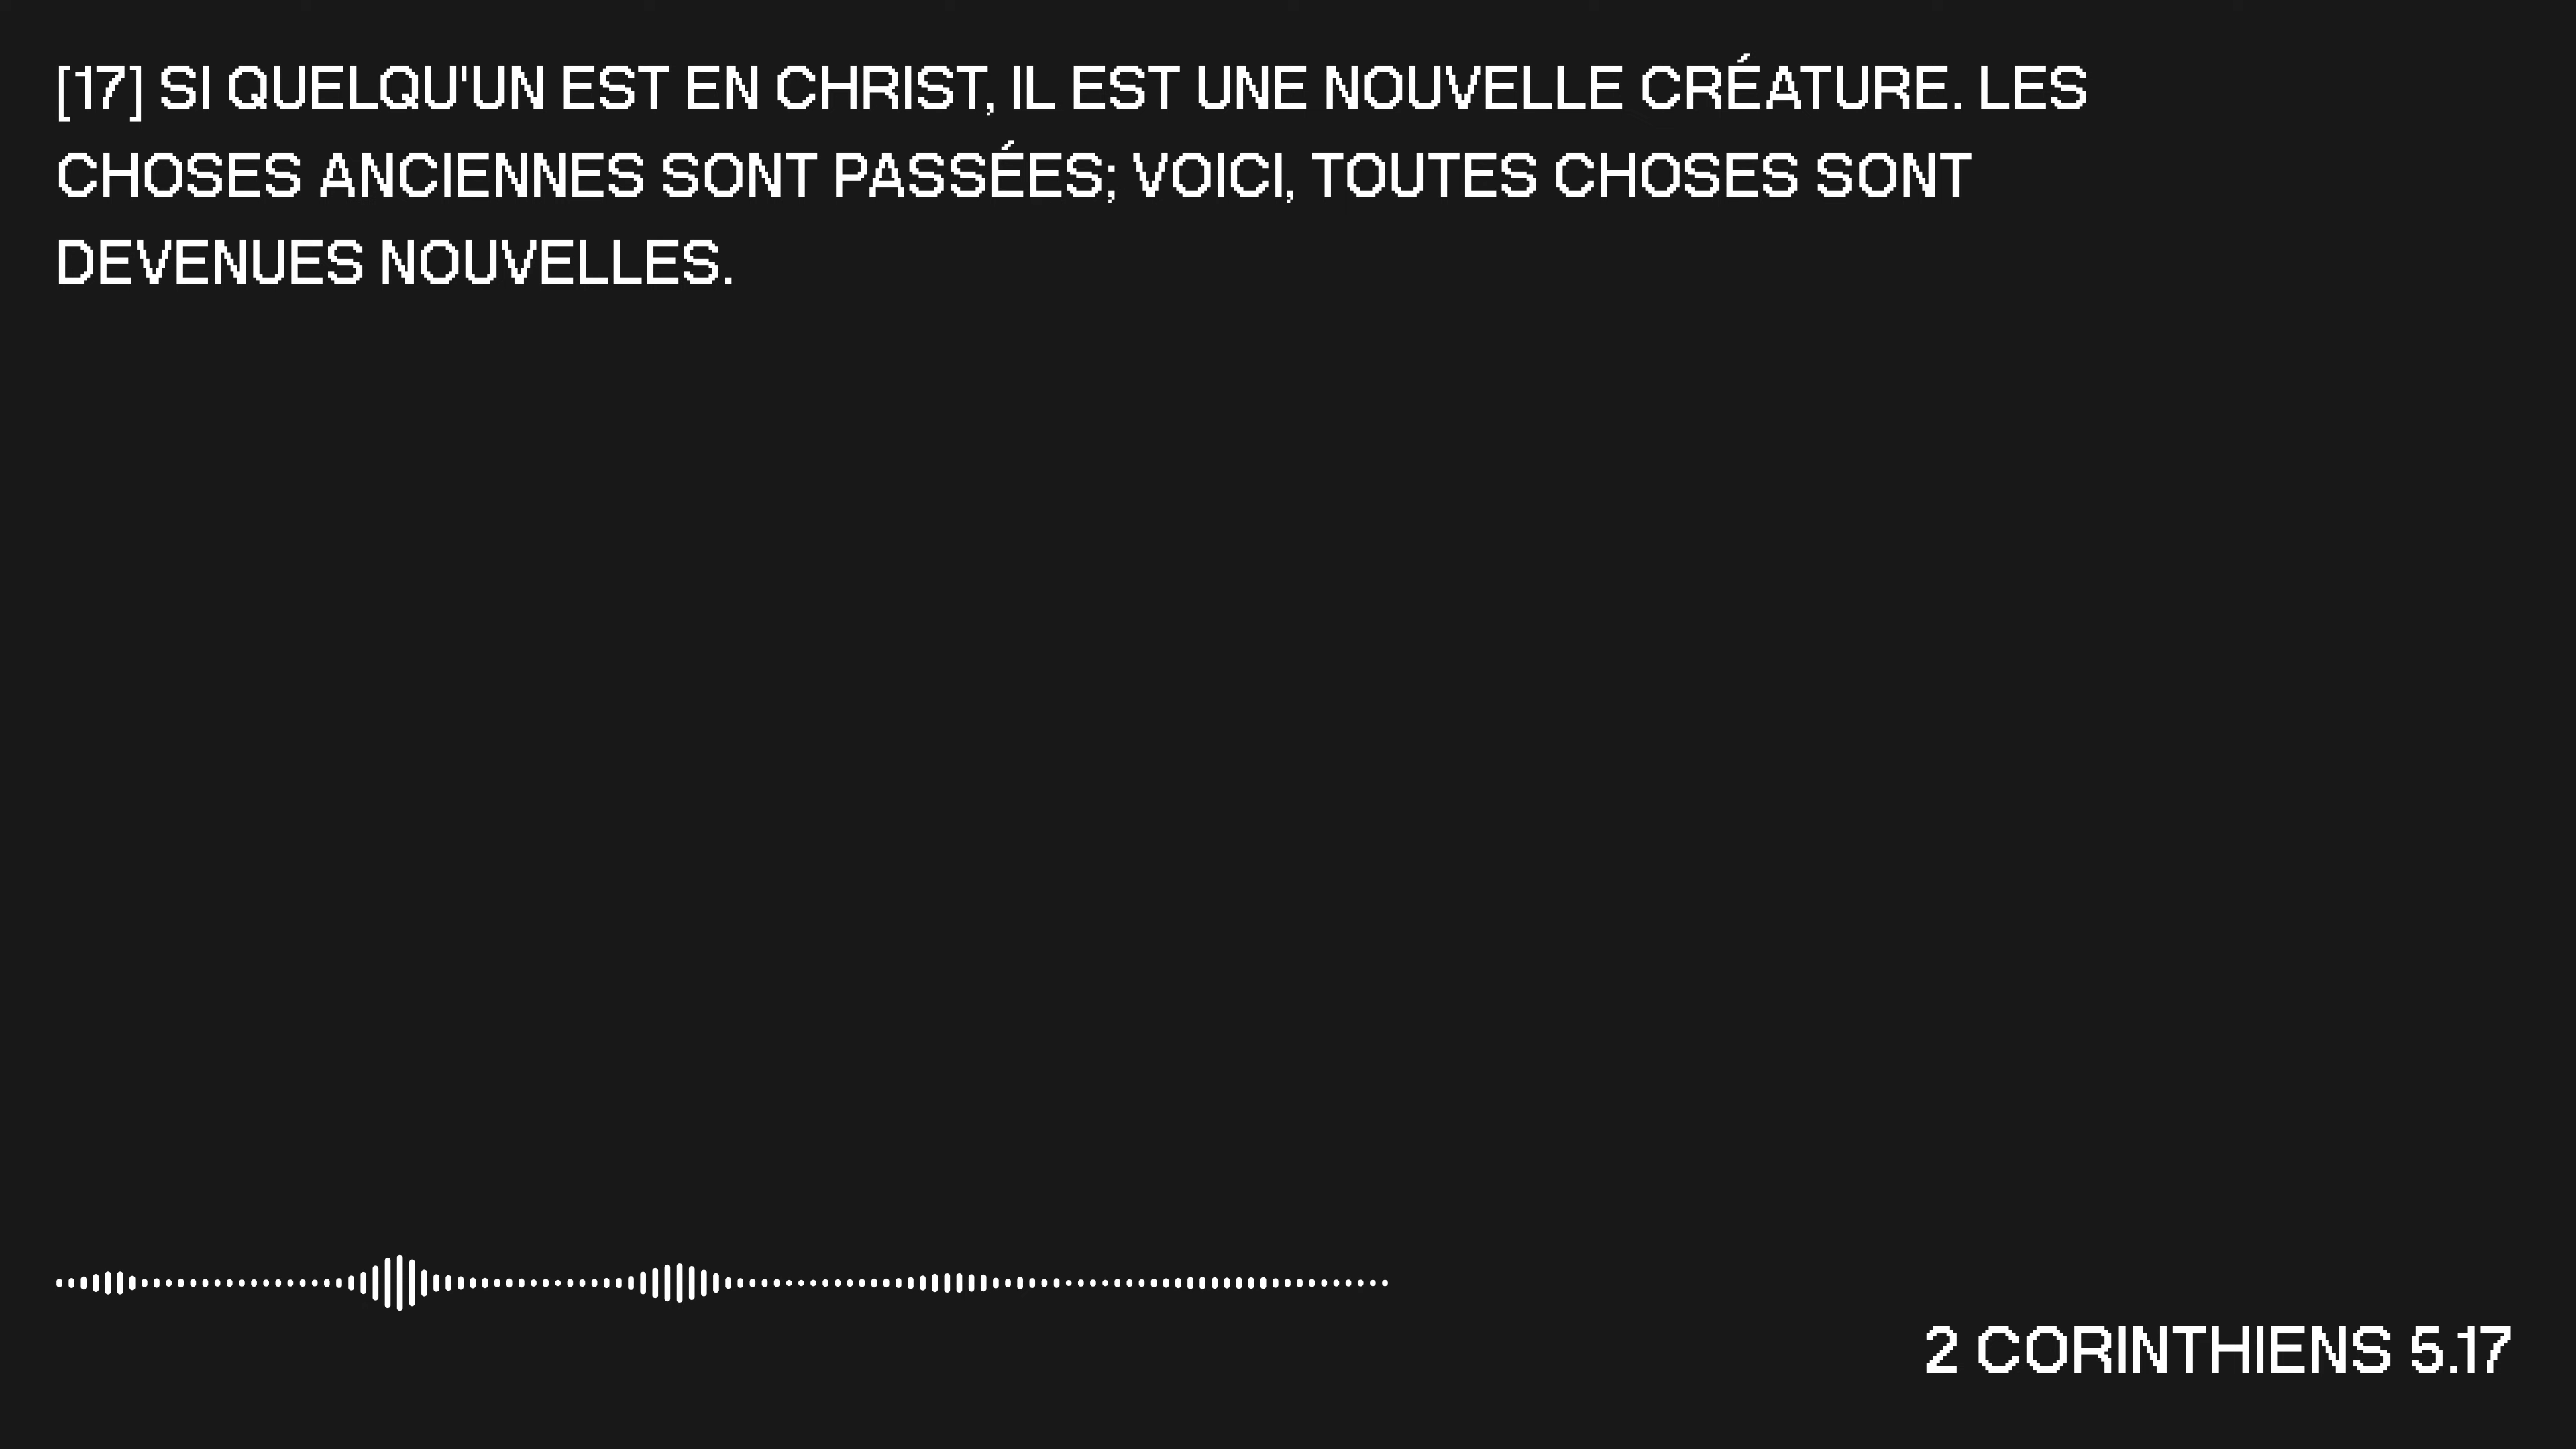 [17] SI QUELQU'UN EST EN CHRIST, IL EST UNE NOUVELLE CRÉATURE. LES
CHOSES ANCIENNES SONT PASSÉES; VOICI, TOUTES CHOSES SONT
DEVENUES NOUVELLES.
2 CORINTHIENS 5.17